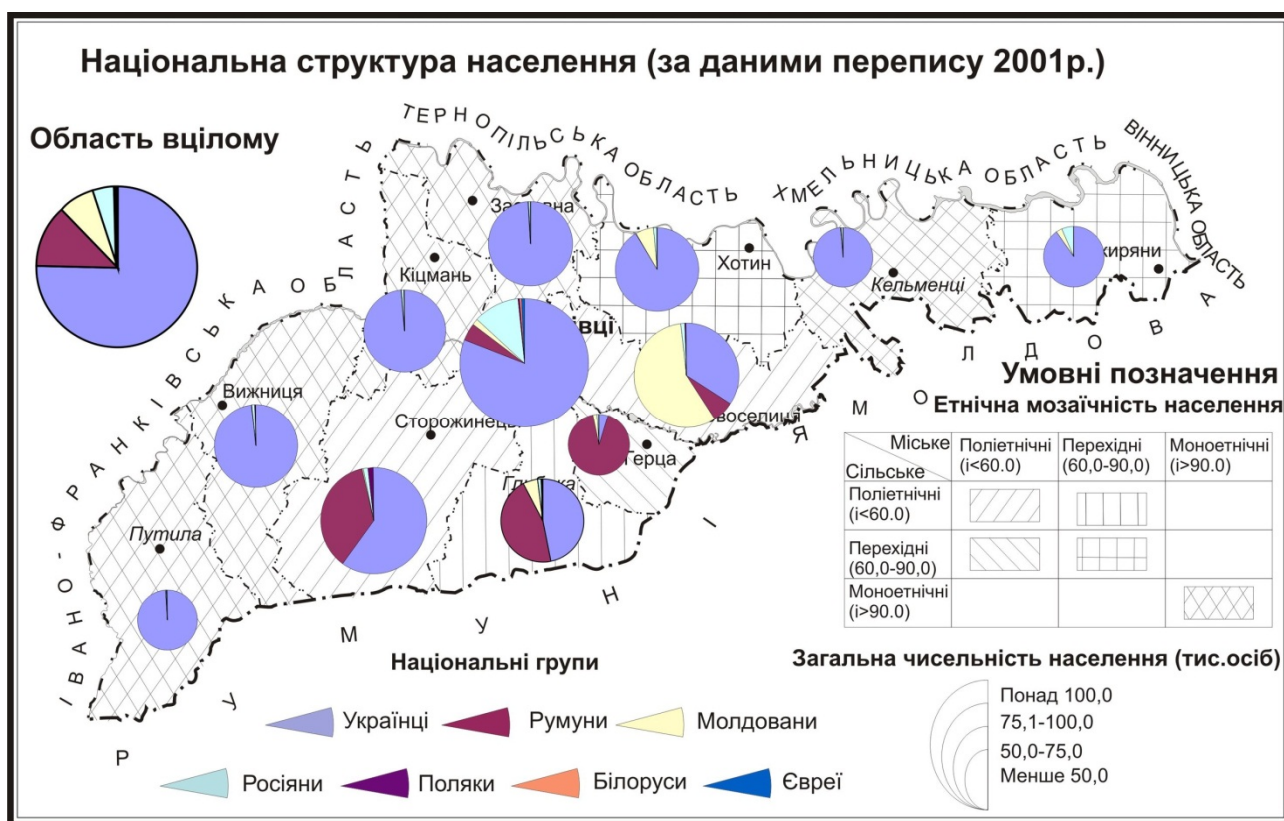 Національна структура населення (за даними перепису 2001р.)
Область вцілому
ТЕРНОПІЛЬСЬКА ОБЛАСТЬ
ХМЕЛЬНИЦЬКА ОБЛАСТЬ
ВІННИЦЬКА ОБЛАСТЬ
ІВАНО-ФРАНКІВСЬКА ОБЛАСТЬ
Кіцмань
Хотин
Кельменці
Вижниця
Сторожинець
Герца
Путила
РУМУНІЯ
МОЛДОВА
Умовні позначення
Етнічна мозаїчність населення
Міське
Сільське
Поліетнічні
(i<60.0)
Перехідні
(60,0-90,0)
Моноетнічні
(i>90.0)
Поліетнічні
(i<60.0)
Перехідні
(60,0-90,0)
Моноетнічні
(i>90.0)
Загальна чисельність населення (тис.осіб)
Понад 100,0
75,1-100,0
50,0-75,0
Менше 50,0
Національні групи
Українці
Румуни
Молдовани
Росіяни
Поляки
Білоруси
Євреї